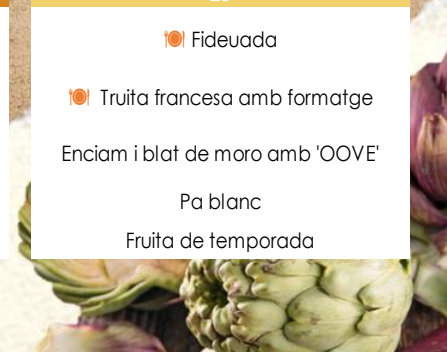 Fideuada
Truita francesa amb formatge
Enciam i blat de moro amb 'OOVE'
Pa blanc
Fruita de temporada